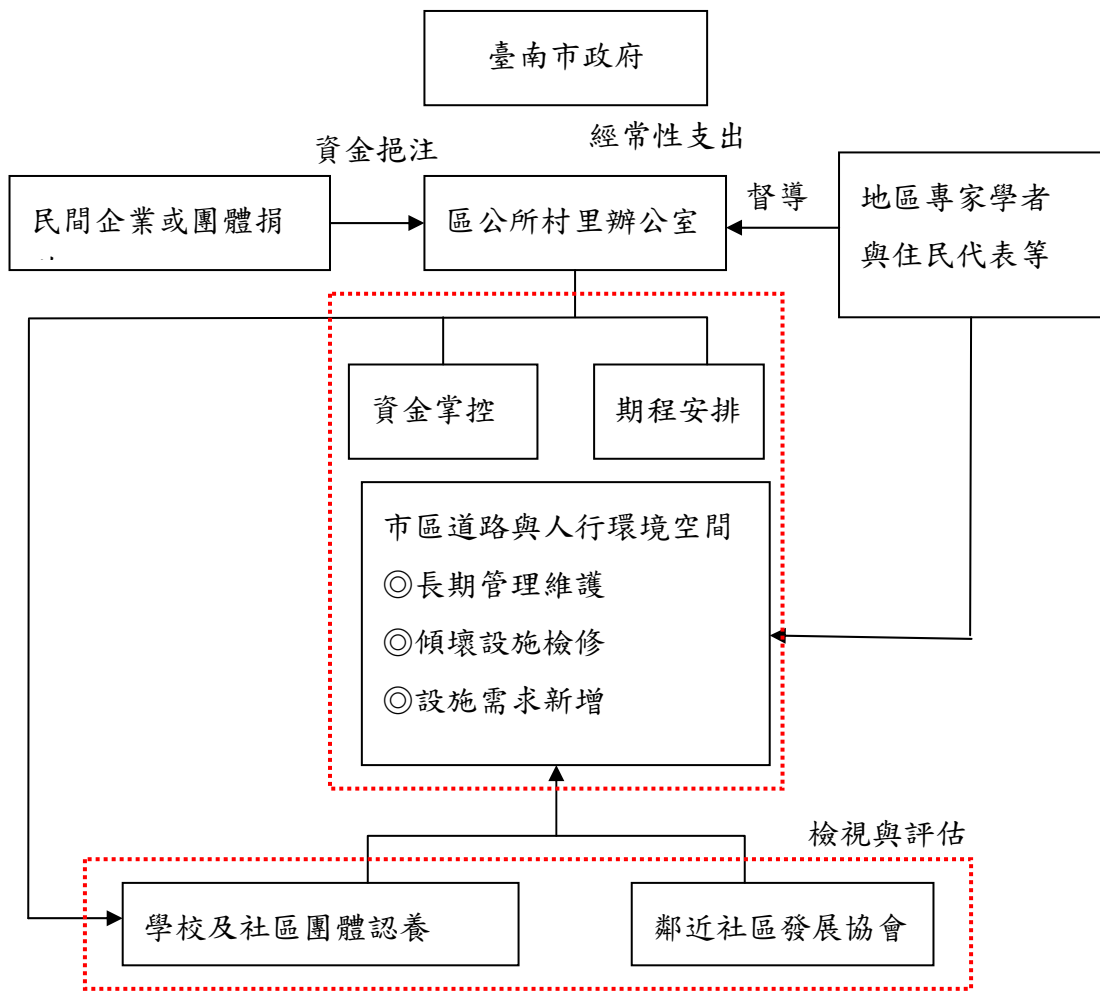 臺南市政府
資金挹注
經常性支出
民間企業或團體捐
區公所村里辦公室
督導
地區專家學者
與住民代表等
資金掌控
期程安排
市區道路與人行環境空間
◎長期管理維護
◎傾壞設施檢修
◎設施需求新增
檢視與評估
學校及社區團體認養
鄰近社區發展協會